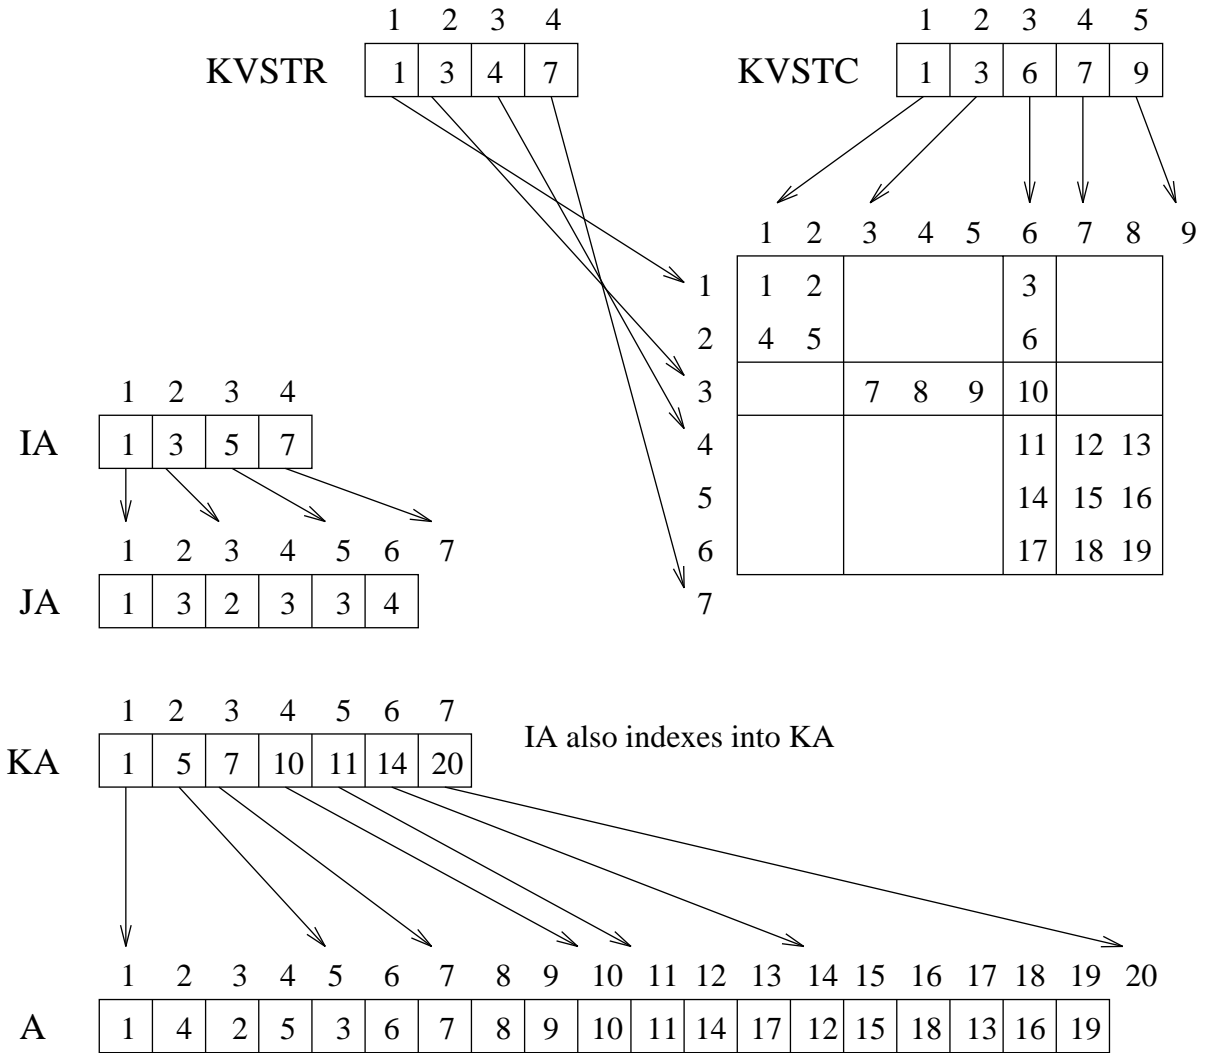 1 2 3 4
KVSTR 1 3 4 7
1 2 3 4 5
KVSTC 1 3 6 7 9
1 2 3 4 5 6 7 8 9
1 1 2 3
2 4 5 6
3 7 8 9 10
4 11 12 13
5 14 15 16
6 17 18 19
7
1 2 3 4
IA 1 3 5 7
1 2 3 4 5 6 7
JA 1 3 2 3 3 4
1 2 3 4 5 6 7
KA 1 5 7 10 11 14 20
IA also indexes into KA
1 2 3 4 5 6 7 8 9 10 11 12 13 14 15 16 17 18 19 20
A 1 4 2 5 3 6 7 8 9 10 11 14 17 12 15 18 13 16 19